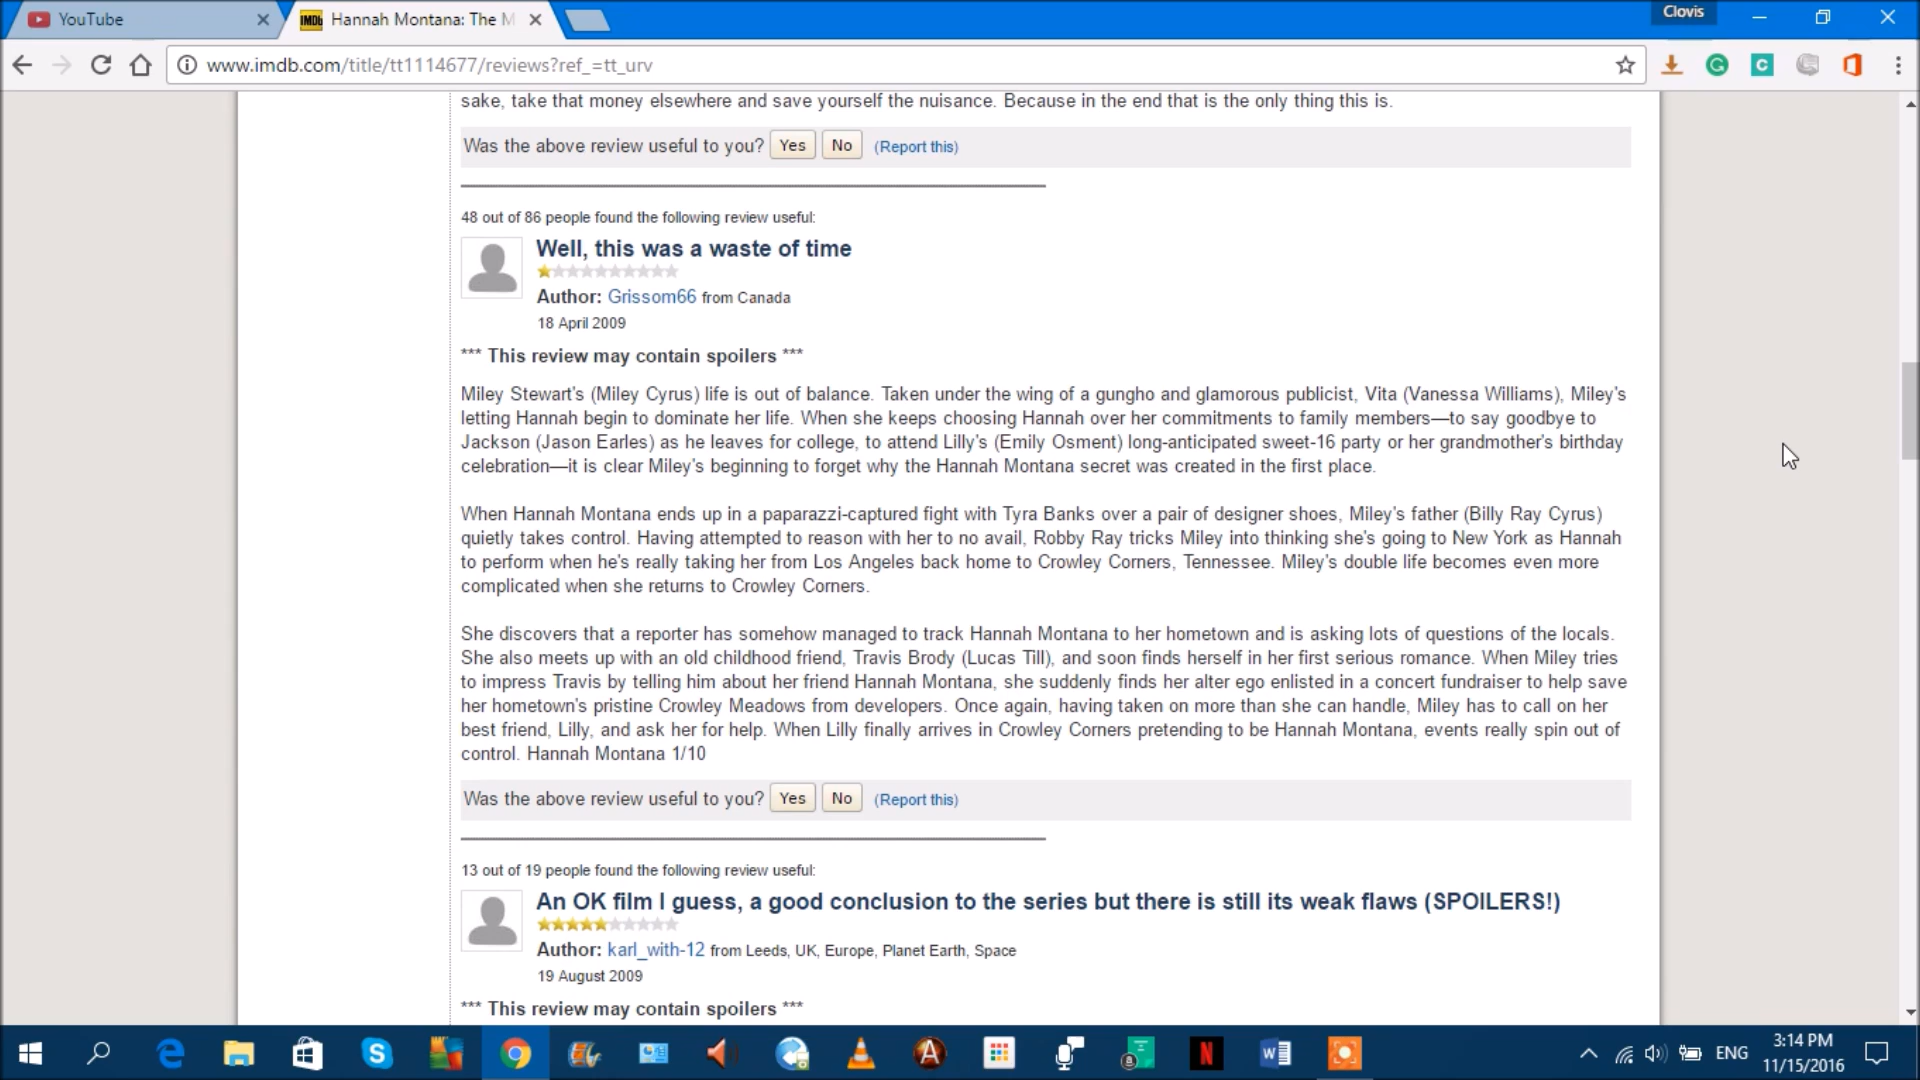 YouTube
IMDb Hannah Montana: The M
Clovis
www.imdb.com/title/tt1114677/reviews?ref_=tt_urv
sake, take that money elsewhere and save yourself the nuisance. Because in the end that is the only thing this is.
Was the above review useful to you? Yes No (Report this)
48 out of 86 people found the following review useful:
Well, this was a waste of time
Author: Grissom66 from Canada
18 April 2009
*** This review may contain spoilers ***
Miley Stewart's (Miley Cyrus) life is out of balance. Taken under the wing of a gungho and glamorous publicist, Vita (Vanessa Williams), Miley's
letting Hannah begin to dominate her life. When she keeps choosing Hannah over her commitments to family members—to say goodbye to
Jackson (Jason Earles) as he leaves for college, to attend Lilly's (Emily Osment) long-anticipated sweet-16 party or her grandmother's birthday
celebration—it is clear Miley's beginning to forget why the Hannah Montana secret was created in the first place.
When Hannah Montana ends up in a paparazzi-captured fight with Tyra Banks over a pair of designer shoes, Miley's father (Billy Ray Cyrus)
quietly takes control. Having attempted to reason with her to no avail, Robby Ray tricks Miley into thinking she's going to New York as Hannah
to perform when he's really taking her from Los Angeles back home to Crowley Corners, Tennessee. Miley's double life becomes even more
complicated when she returns to Crowley Corners.
She discovers that a reporter has somehow managed to track Hannah Montana to her hometown and is asking lots of questions of the locals.
She also meets up with an old childhood friend, Travis Brody (Lucas Till), and soon finds herself in her first serious romance. When Miley tries
to impress Travis by telling him about her friend Hannah Montana, she suddenly finds her alter ego enlisted in a concert fundraiser to help save
her hometown's pristine Crowley Meadows from developers. Once again, having taken on more than she can handle, Miley has to call on her
best friend, Lilly, and ask her for help. When Lilly finally arrives in Crowley Corners pretending to be Hannah Montana, events really spin out of
control. Hannah Montana 1/10
Was the above review useful to you? Yes No (Report this)
13 out of 19 people found the following review useful:
An OK film I guess, a good conclusion to the series but there is still its weak flaws (SPOILERS!)
Author: karl_with-12 from Leeds, UK, Europe, Planet Earth, Space
19 August 2009
*** This review may contain spoilers ***
ENG
3:14 PM
11/15/2016